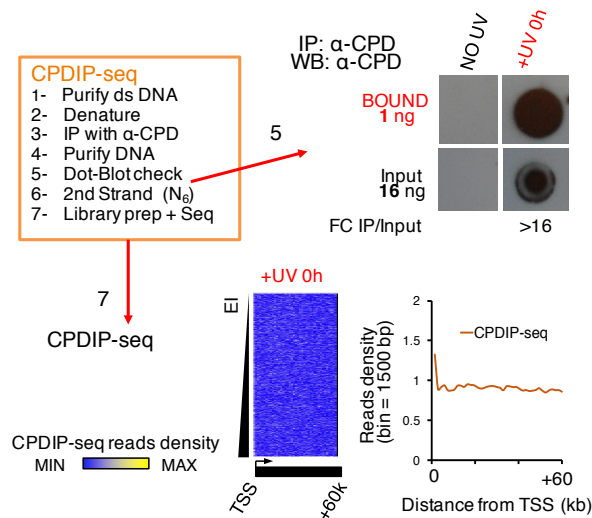 CPDIP-seq
1- Purify ds DNA
2- Denature
3- IP with α-CPD
4- Purify DNA
5- Dot-Blot check
6- 2nd Strand (N₆)
7- Library prep + Seq
5
IP: α-CPD
WB: α-CPD
NO UV
+UV 0h
BOUND
1 ng
Input
16 ng
FC IP/Input
>16
7
CPDIP-seq
+UV 0h
EI
CPDIP-seq reads density
MIN
MAX
TSS
+60k
Reads density
(bin = 1500 bp)
2
1.5
1
0.5
0
CPDIP-seq
0
+60
Distance from TSS (kb)